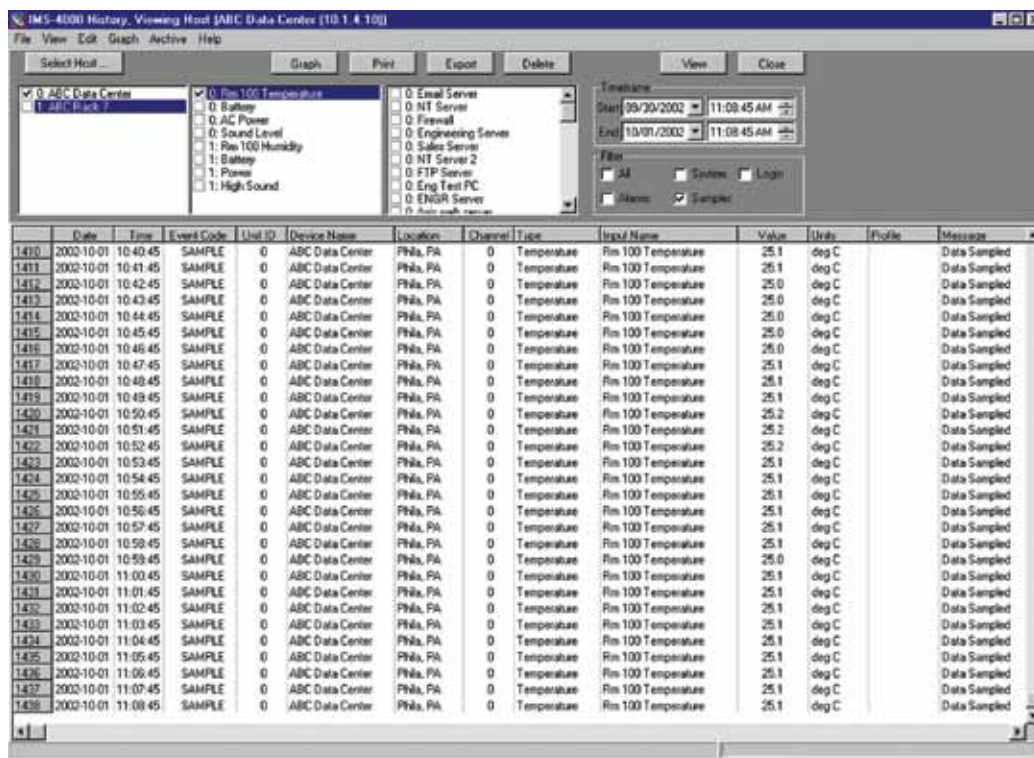 IMS-4000 History, Viewing Host [ABC Data Center (10.1.4.10)]
File View Edit Graph Archive Help
Select Host ... Graph Print Export Delete View Close
0: ABC Data Center
1: ABC Rack 7
0: Rm 100 Temperature
0: Battery
0: AC Power
0: Sound Level
1: Rm 100 Humidity
1: Battery
1: Power
1: High Sound
0: Email Server
0: NT Server
0: Firewall
0: Engineering Server
0: Sales Server
0: NT Server 2
0: FTP Server
0: Eng Test PC
0: ENGR Server
Timeframe
Start 09/30/2002 11:08:45 AM
End 10/01/2002 11:08:45 AM
Filter
All System Login
Alarms Samples
Date Time Event Code Unit ID Device Name Location Channel Type Input Name Value Units Profile Message
1410 2002-10-01 10:40:45 SAMPLE 0 ABC Data Center Phila, PA 0 Temperature Rm 100 Temperature 25.1 deg C Data Sampled
1411 2002-10-01 10:41:45 SAMPLE 0 ABC Data Center Phila, PA 0 Temperature Rm 100 Temperature 25.1 deg C Data Sampled
1412 2002-10-01 10:42:45 SAMPLE 0 ABC Data Center Phila, PA 0 Temperature Rm 100 Temperature 25.0 deg C Data Sampled
1413 2002-10-01 10:43:45 SAMPLE 0 ABC Data Center Phila, PA 0 Temperature Rm 100 Temperature 25.0 deg C Data Sampled
1414 2002-10-01 10:44:45 SAMPLE 0 ABC Data Center Phila, PA 0 Temperature Rm 100 Temperature 25.0 deg C Data Sampled
1415 2002-10-01 10:45:45 SAMPLE 0 ABC Data Center Phila, PA 0 Temperature Rm 100 Temperature 25.0 deg C Data Sampled
1416 2002-10-01 10:46:45 SAMPLE 0 ABC Data Center Phila, PA 0 Temperature Rm 100 Temperature 25.0 deg C Data Sampled
1417 2002-10-01 10:47:45 SAMPLE 0 ABC Data Center Phila, PA 0 Temperature Rm 100 Temperature 25.1 deg C Data Sampled
1418 2002-10-01 10:48:45 SAMPLE 0 ABC Data Center Phila, PA 0 Temperature Rm 100 Temperature 25.1 deg C Data Sampled
1419 2002-10-01 10:49:45 SAMPLE 0 ABC Data Center Phila, PA 0 Temperature Rm 100 Temperature 25.1 deg C Data Sampled
1420 2002-10-01 10:50:45 SAMPLE 0 ABC Data Center Phila, PA 0 Temperature Rm 100 Temperature 25.2 deg C Data Sampled
1421 2002-10-01 10:51:45 SAMPLE 0 ABC Data Center Phila, PA 0 Temperature Rm 100 Temperature 25.2 deg C Data Sampled
1422 2002-10-01 10:52:45 SAMPLE 0 ABC Data Center Phila, PA 0 Temperature Rm 100 Temperature 25.2 deg C Data Sampled
1423 2002-10-01 10:53:45 SAMPLE 0 ABC Data Center Phila, PA 0 Temperature Rm 100 Temperature 25.1 deg C Data Sampled
1424 2002-10-01 10:54:45 SAMPLE 0 ABC Data Center Phila, PA 0 Temperature Rm 100 Temperature 25.1 deg C Data Sampled
1425 2002-10-01 10:55:45 SAMPLE 0 ABC Data Center Phila, PA 0 Temperature Rm 100 Temperature 25.1 deg C Data Sampled
1426 2002-10-01 10:56:45 SAMPLE 0 ABC Data Center Phila, PA 0 Temperature Rm 100 Temperature 25.1 deg C Data Sampled
1427 2002-10-01 10:57:45 SAMPLE 0 ABC Data Center Phila, PA 0 Temperature Rm 100 Temperature 25.1 deg C Data Sampled
1428 2002-10-01 10:58:45 SAMPLE 0 ABC Data Center Phila, PA 0 Temperature Rm 100 Temperature 25.1 deg C Data Sampled
1429 2002-10-01 10:59:45 SAMPLE 0 ABC Data Center Phila, PA 0 Temperature Rm 100 Temperature 25.0 deg C Data Sampled
1430 2002-10-01 11:00:45 SAMPLE 0 ABC Data Center Phila, PA 0 Temperature Rm 100 Temperature 25.1 deg C Data Sampled
1431 2002-10-01 11:01:45 SAMPLE 0 ABC Data Center Phila, PA 0 Temperature Rm 100 Temperature 25.1 deg C Data Sampled
1432 2002-10-01 11:02:45 SAMPLE 0 ABC Data Center Phila, PA 0 Temperature Rm 100 Temperature 25.1 deg C Data Sampled
1433 2002-10-01 11:03:45 SAMPLE 0 ABC Data Center Phila, PA 0 Temperature Rm 100 Temperature 25.1 deg C Data Sampled
1434 2002-10-01 11:04:45 SAMPLE 0 ABC Data Center Phila, PA 0 Temperature Rm 100 Temperature 25.1 deg C Data Sampled
1435 2002-10-01 11:05:45 SAMPLE 0 ABC Data Center Phila, PA 0 Temperature Rm 100 Temperature 25.1 deg C Data Sampled
1436 2002-10-01 11:06:45 SAMPLE 0 ABC Data Center Phila, PA 0 Temperature Rm 100 Temperature 25.1 deg C Data Sampled
1437 2002-10-01 11:07:45 SAMPLE 0 ABC Data Center Phila, PA 0 Temperature Rm 100 Temperature 25.1 deg C Data Sampled
1438 2002-10-01 11:08:45 SAMPLE 0 ABC Data Center Phila, PA 0 Temperature Rm 100 Temperature 25.1 deg C Data Sampled